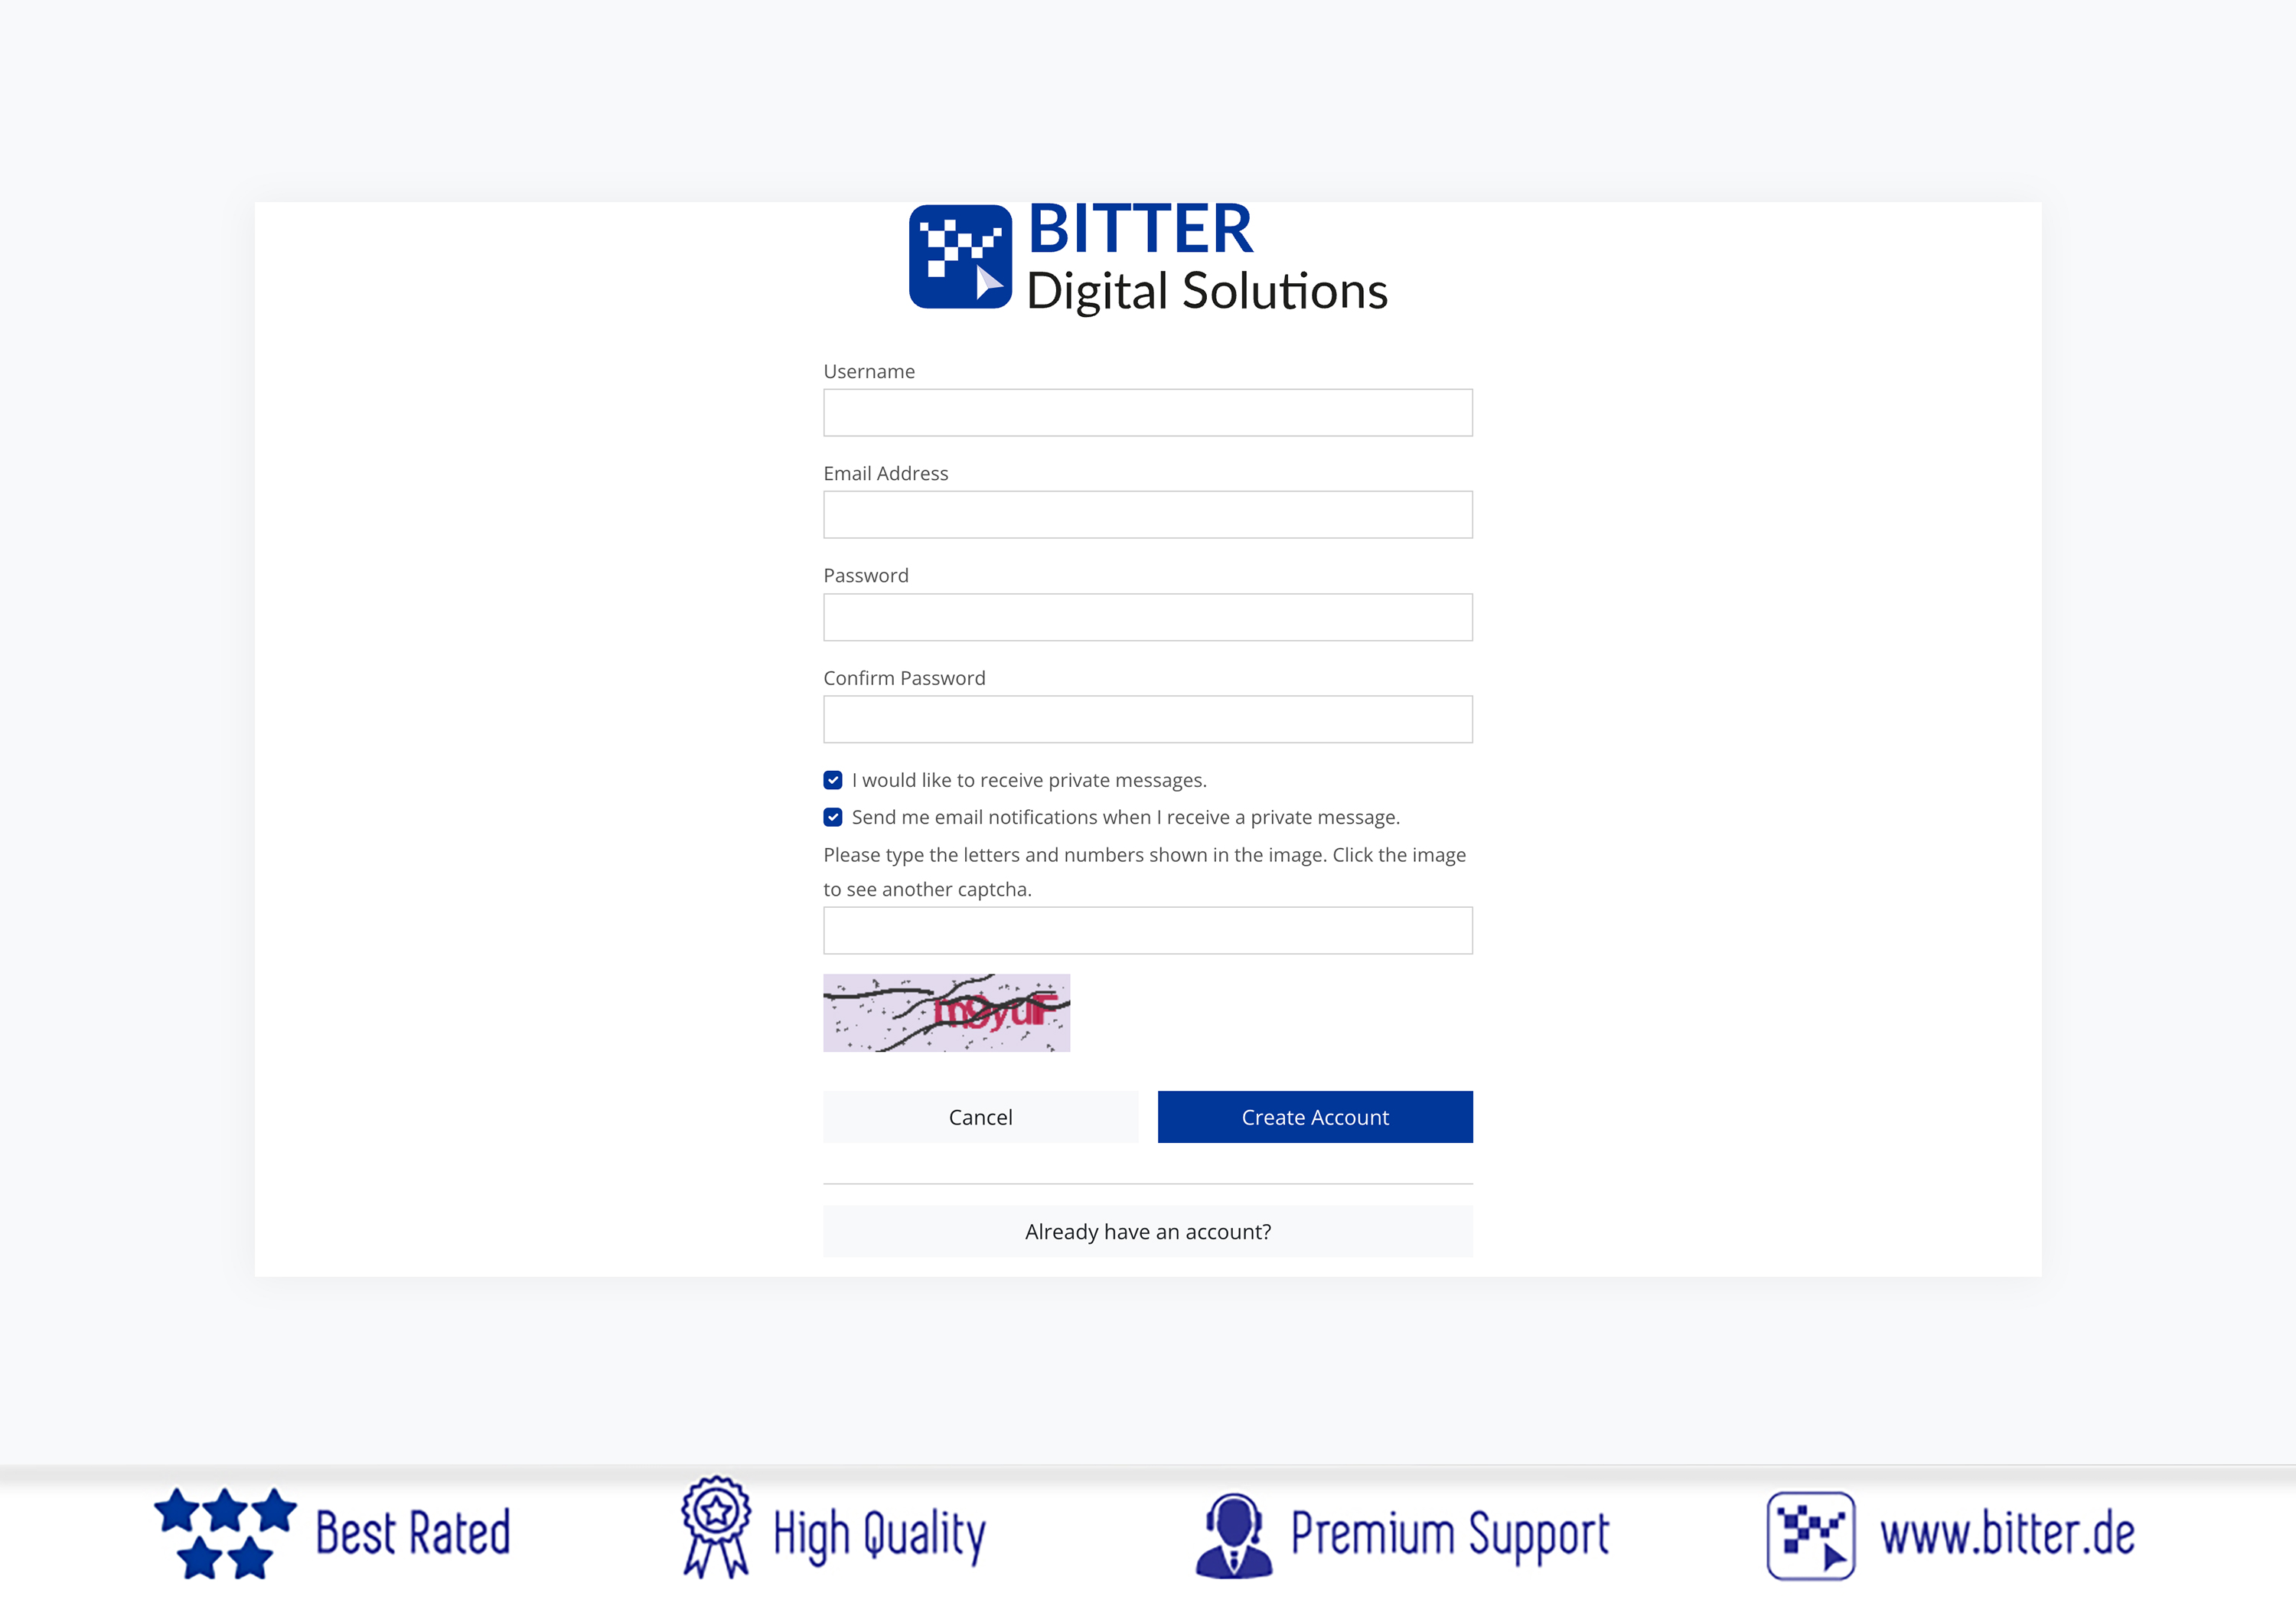 BITTER
Digital Solutions
Username
Email Address
Password
Confirm Password
I would like to receive private messages.
Send me email notifications when I receive a private message.
Please type the letters and numbers shown in the image. Click the image
to see another captcha.
Cancel
Create Account
Already have an account?
Best Rated
High Quality
Premium Support
www.bitter.de